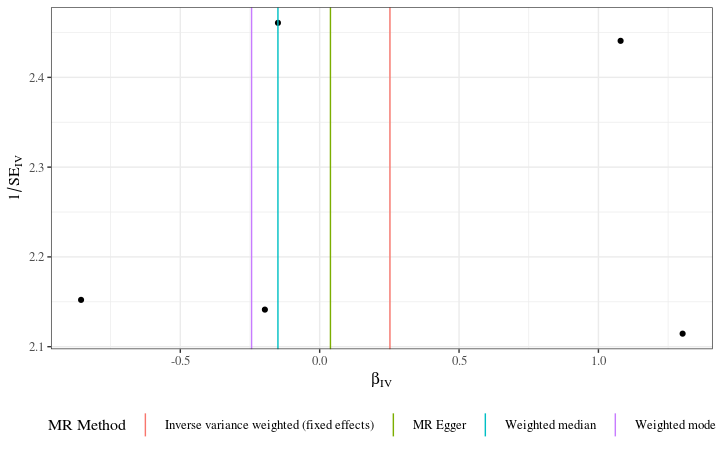 2.4
2.3
2.2
2.1
1/SE_IV
-0.5 0.0 0.5 1.0
β_IV
MR Method Inverse variance weighted (fixed effects) MR Egger Weighted median Weighted mode